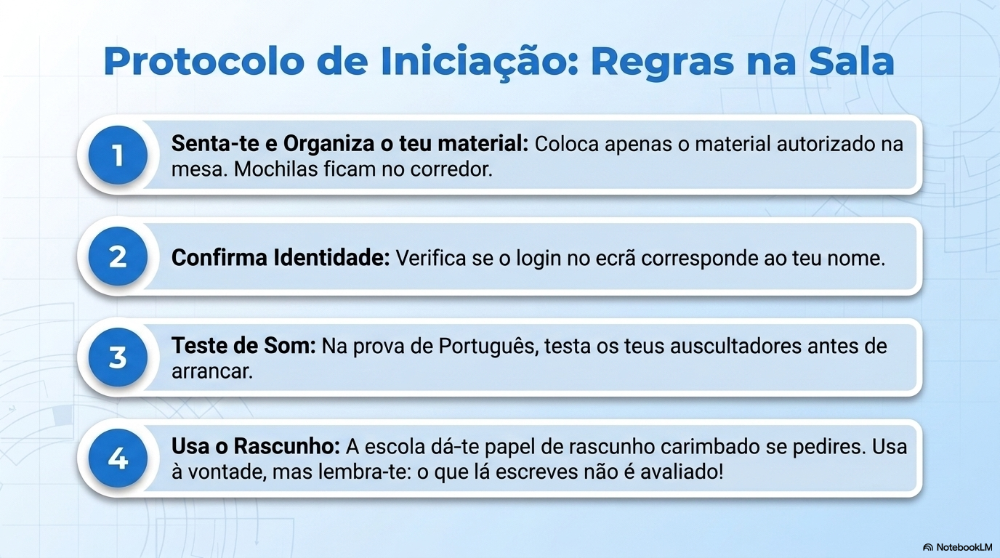 Protocolo de Iniciação: Regras na Sala
1
Senta-te e Organiza o teu material: Coloca apenas o material autorizado na
mesa. Mochilas ficam no corredor.
2
Confirma Identidade: Verifica se o login no ecrã corresponde ao teu nome.
3
Teste de Som: Na prova de Português, testa os teus auscultadores antes de
arrancar.
4
Usa o Rascunho: A escola dá-te papel de rascunho carimbado se pedires. Usa
à vontade, mas lembra-te: o que lá escreves não é avaliado!
NotebookLM